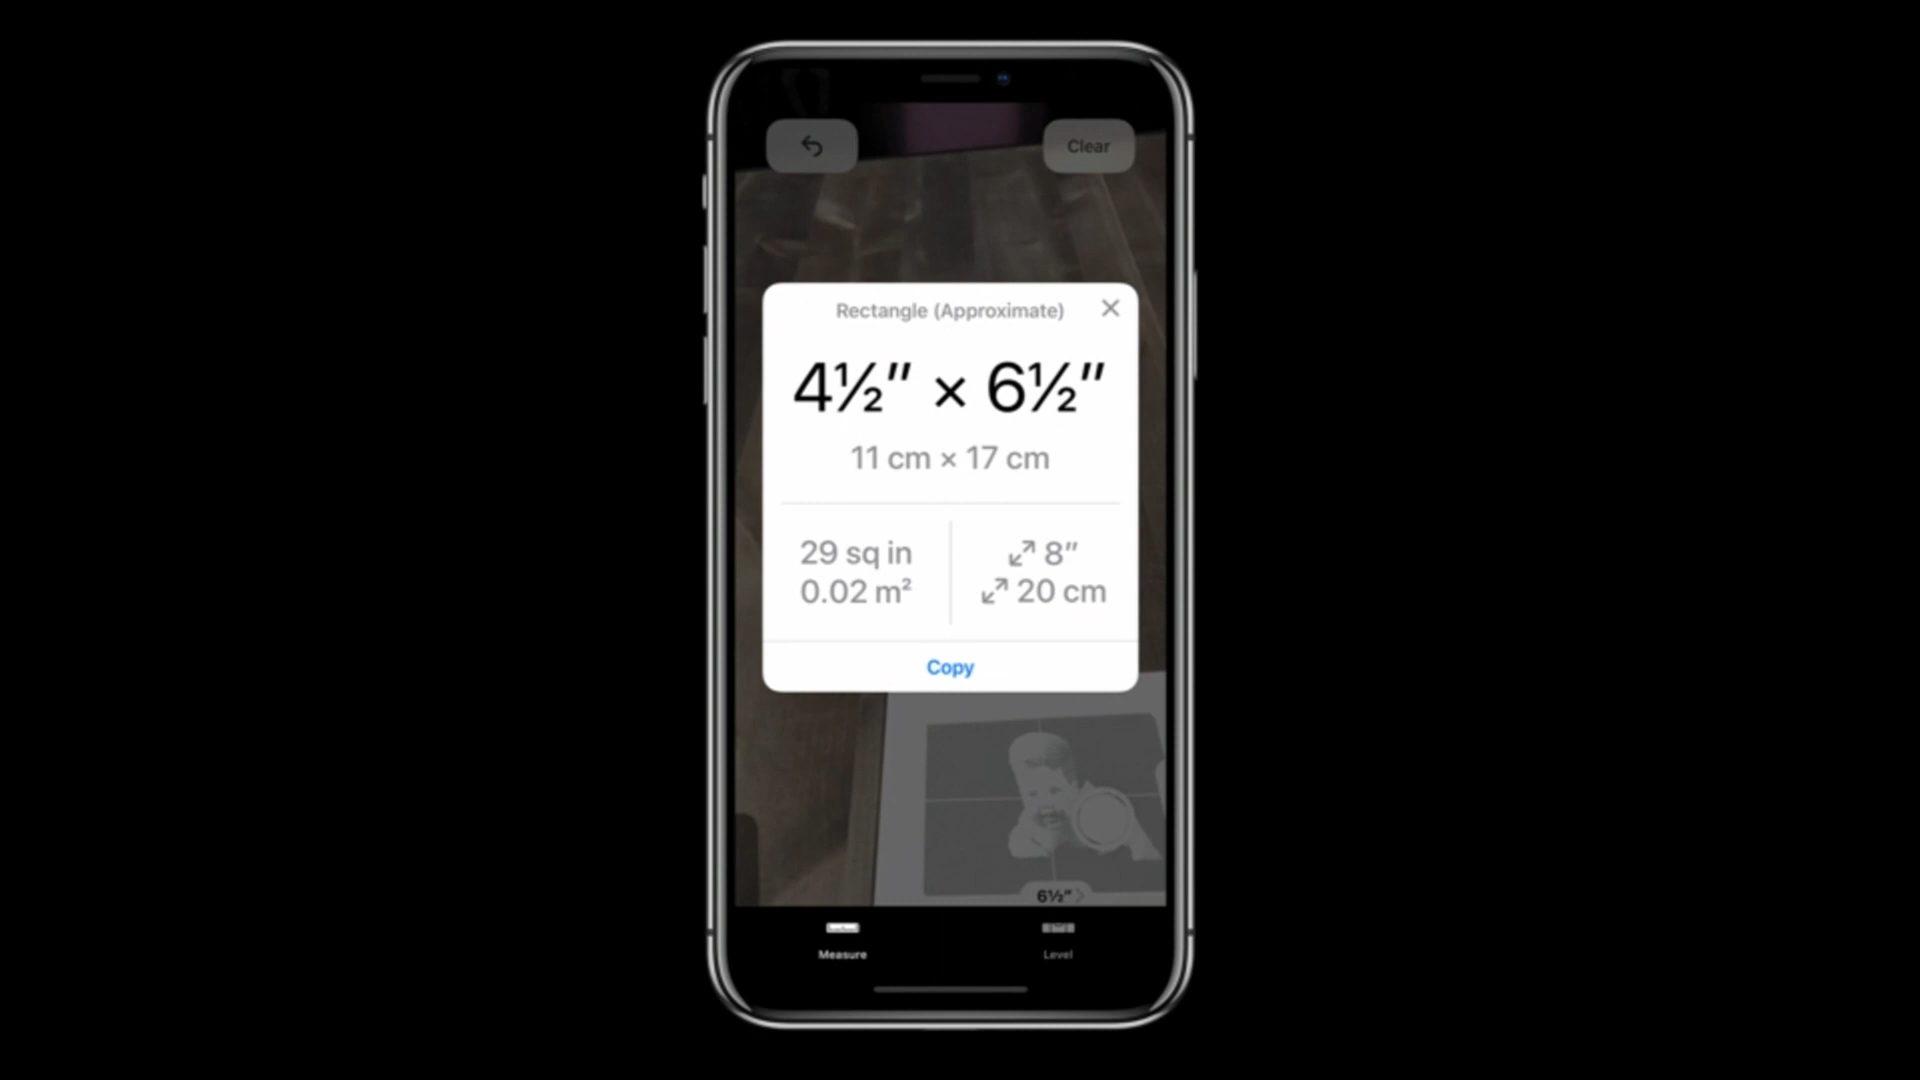 Clear
Rectangle (Approximate)
4½″ × 6½″
11 cm × 17 cm
29 sq in
0.02 m²
8″
20 cm
Copy
6½″
Measure
Level